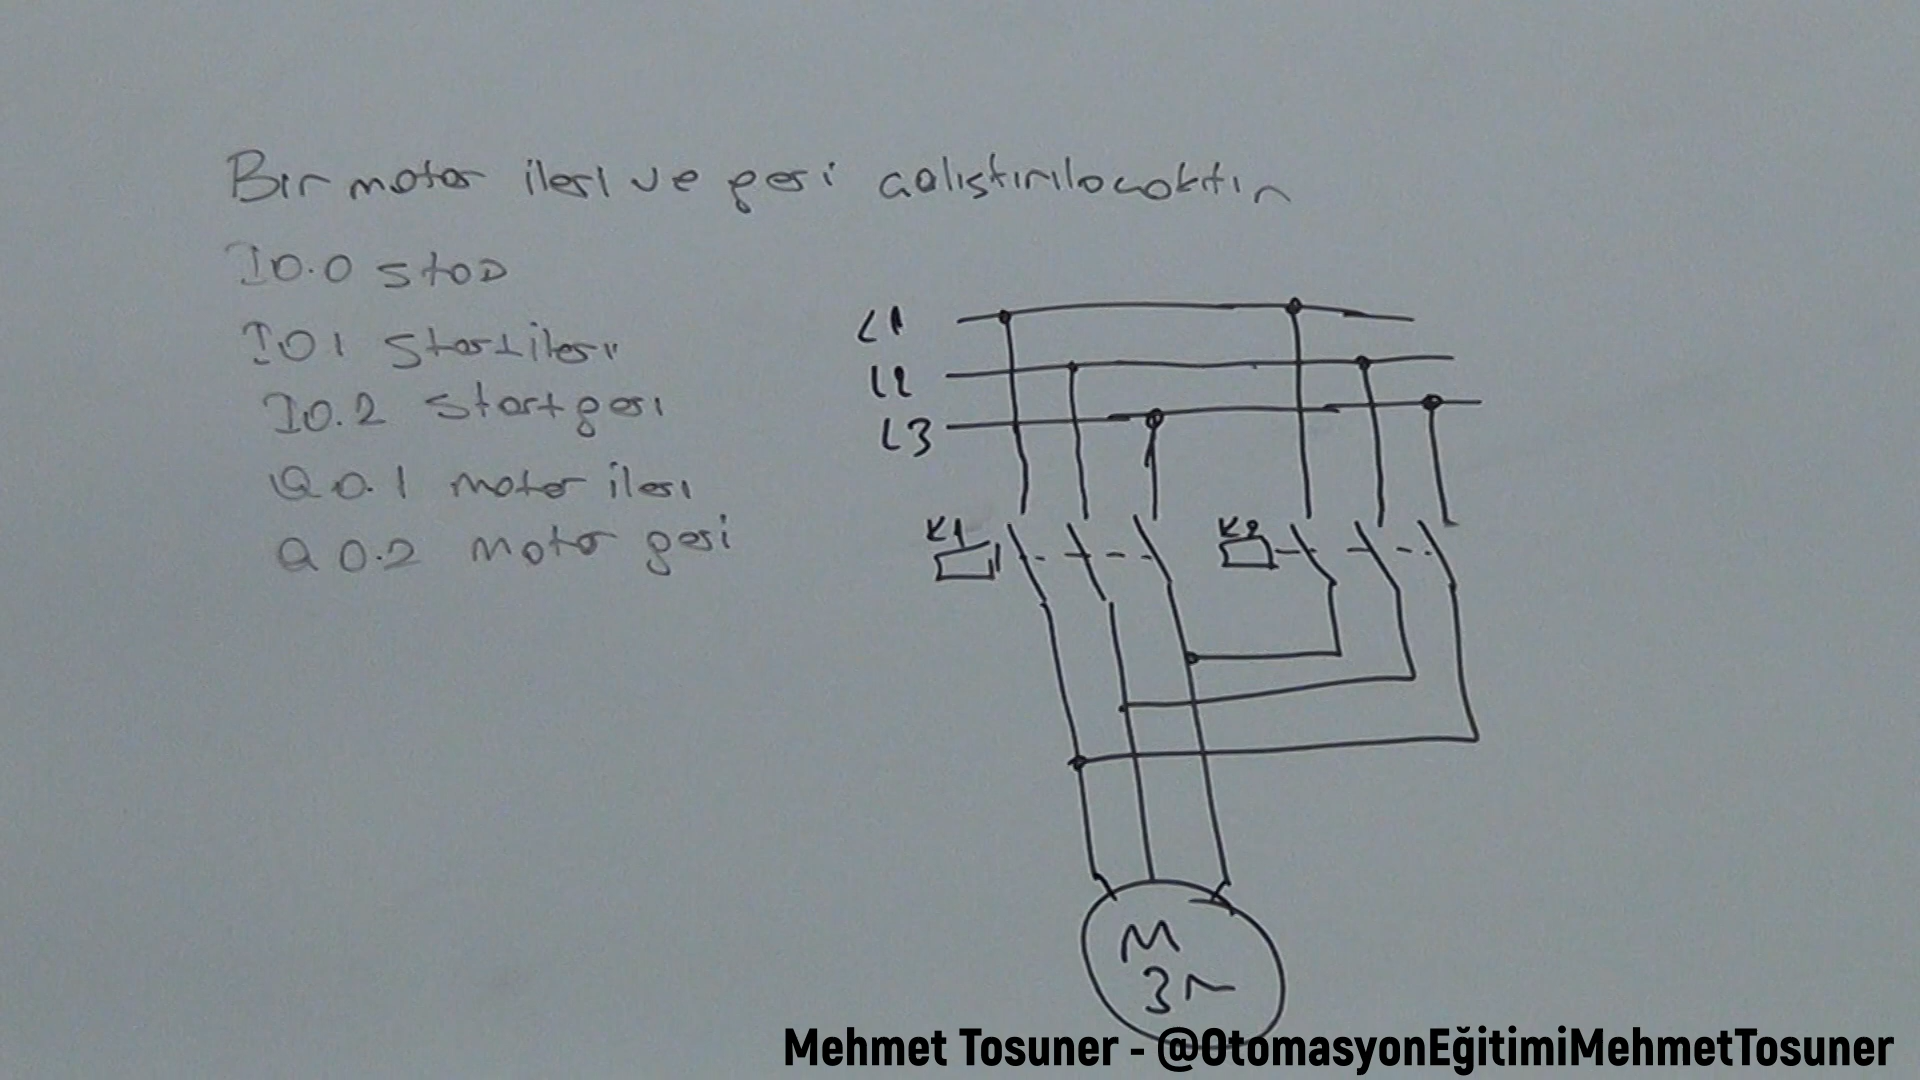 Bir motor ileri ve geri çalıştırılacaktır
I0.0 stop
I0.1 Start ileri
I0.2 Start geri
Q0.1 motor ileri
Q0.2 motor geri
L1
L2
L3
K1
K2
M
3~
Mehmet Tosuner - @OtomasyonEğitimiMehmetTosuner